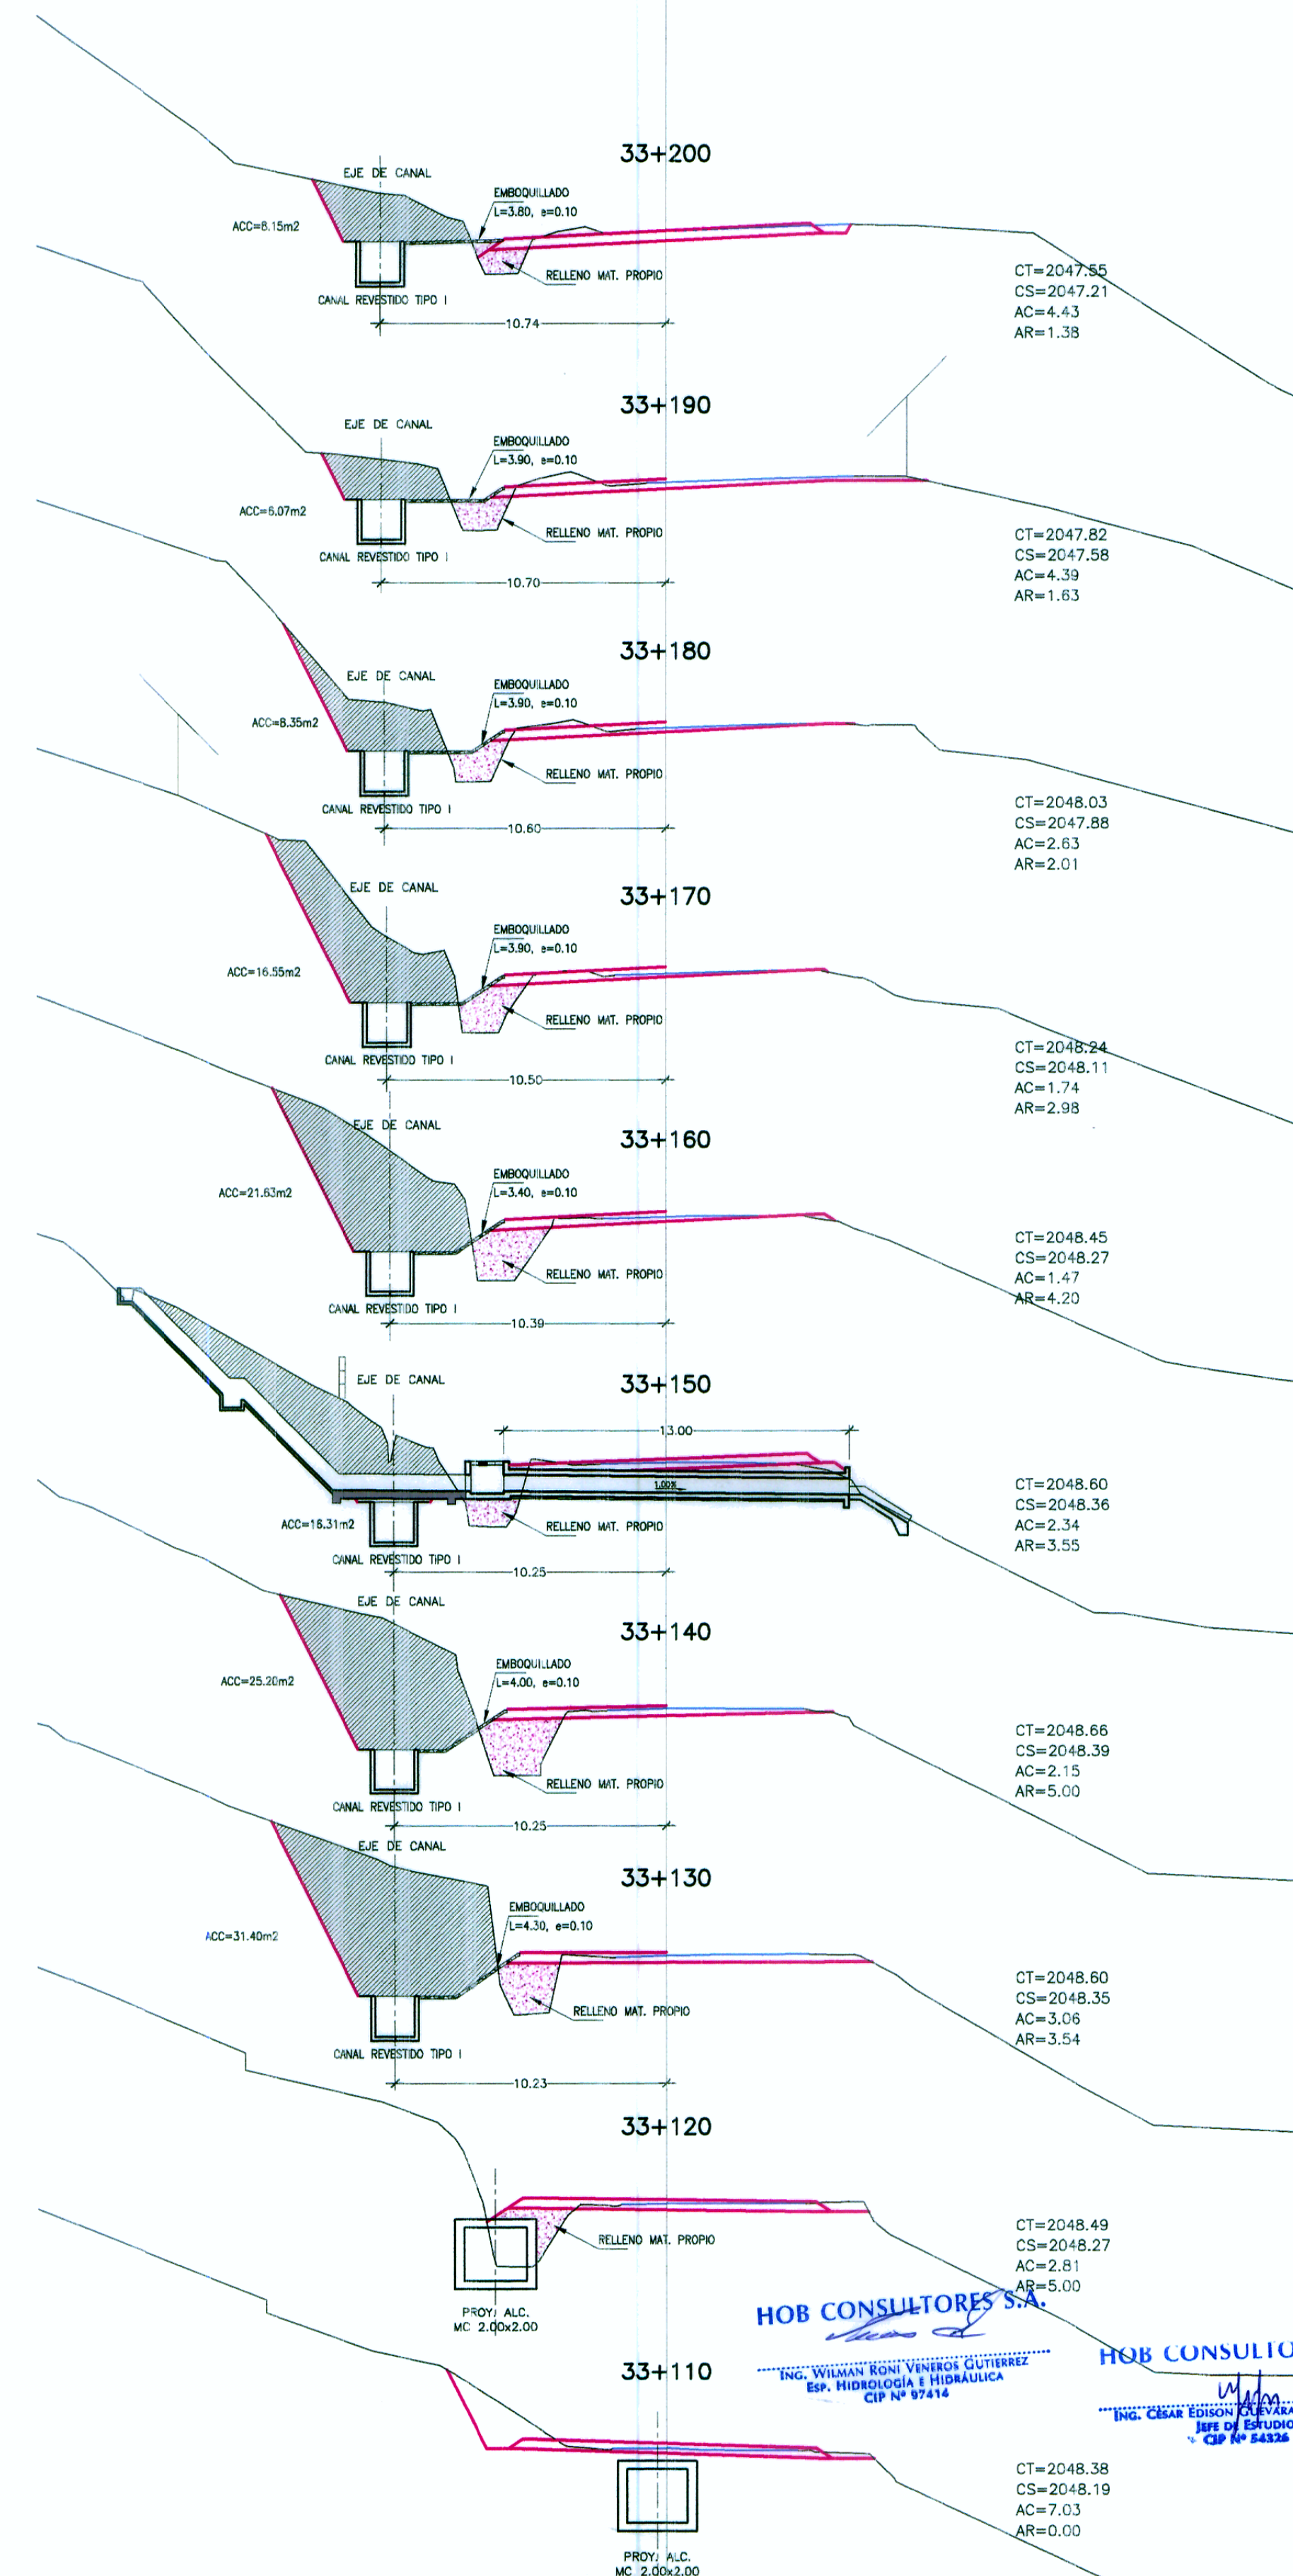 33+200
EJE DE CANAL
EMBOQUILLADO
L=3.80, e=0.10
ACC=8.15m2
RELLENO MAT. PROPIO
CANAL REVESTIDO TIPO I
10.74
CT=2047.55
CS=2047.21
AC=4.43
AR=1.38
33+190
EJE DE CANAL
EMBOQUILLADO
L=3.90, e=0.10
ACC=6.07m2
RELLENO MAT. PROPIO
CANAL REVESTIDO TIPO I
10.70
CT=2047.82
CS=2047.58
AC=4.39
AR=1.63
33+180
EJE DE CANAL
EMBOQUILLADO
L=3.90, e=0.10
ACC=8.35m2
RELLENO MAT. PROPIO
CANAL REVESTIDO TIPO I
10.60
CT=2048.03
CS=2047.88
AC=2.63
AR=2.01
33+170
EJE DE CANAL
EMBOQUILLADO
L=3.90, e=0.10
ACC=16.55m2
RELLENO MAT. PROPIO
CANAL REVESTIDO TIPO I
10.50
CT=2048.24
CS=2048.11
AC=1.74
AR=2.98
33+160
EJE DE CANAL
EMBOQUILLADO
L=3.40, e=0.10
ACC=21.63m2
RELLENO MAT. PROPIO
CANAL REVESTIDO TIPO I
10.39
CT=2048.45
CS=2048.27
AC=1.47
AR=4.20
33+150
EJE DE CANAL
13.00
1.00%
ACC=16.31m2
RELLENO MAT. PROPIO
CANAL REVESTIDO TIPO I
10.25
CT=2048.60
CS=2048.36
AC=2.34
AR=3.55
33+140
EJE DE CANAL
EMBOQUILLADO
L=4.00, e=0.10
ACC=25.20m2
RELLENO MAT. PROPIO
CANAL REVESTIDO TIPO I
10.25
CT=2048.66
CS=2048.39
AC=2.15
AR=5.00
33+130
EJE DE CANAL
EMBOQUILLADO
L=4.30, e=0.10
ACC=31.40m2
RELLENO MAT. PROPIO
CANAL REVESTIDO TIPO I
10.23
CT=2048.60
CS=2048.35
AC=3.06
AR=3.54
33+120
RELLENO MAT. PROPIO
PROY. ALC.
MC 2.00x2.00
CT=2048.49
CS=2048.27
AC=2.81
AR=5.00
HOB CONSULTORES S.A.
ING. WILMAN RONI VENEROS GUTIERREZ
ESP. HIDROLOGÍA E HIDRÁULICA
CIP Nº 97414
HOB CONSULTO
ING. CÉSAR EDISON GUEVARA
JEFE DE ESTUDIO
CIP Nº 54326
33+110
PROY. ALC.
MC 2.00x2.00
CT=2048.38
CS=2048.19
AC=7.03
AR=0.00